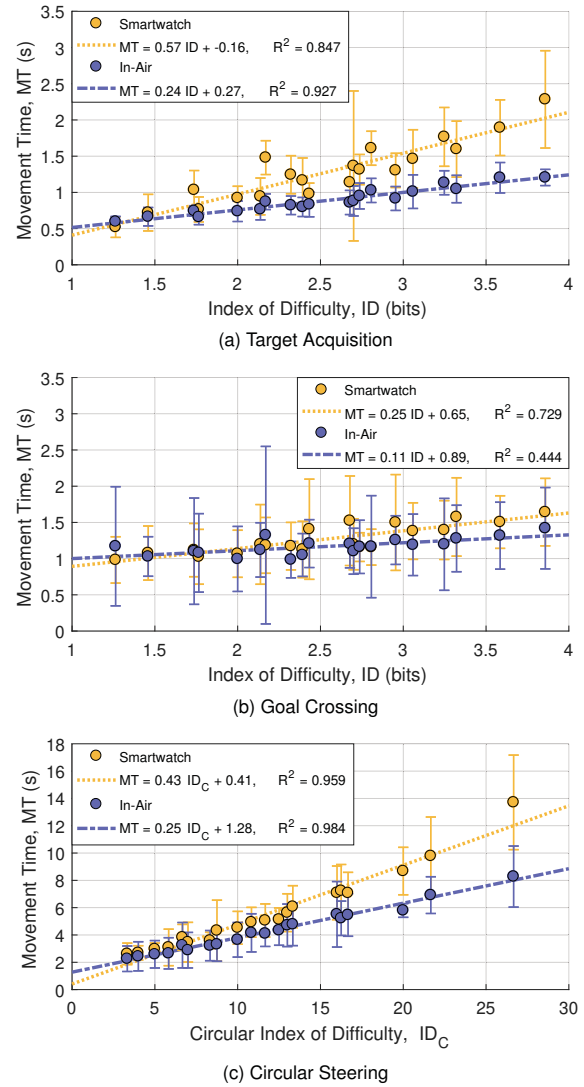 3.5
3
2.5
2
1.5
1
0.5
0
Movement Time, MT (s)
Smartwatch
MT = 0.57 ID + -0.16, R² = 0.847
In-Air
MT = 0.24 ID + 0.27, R² = 0.927
1 1.5 2 2.5 3 3.5 4
Index of Difficulty, ID (bits)
(a) Target Acquisition
3.5
3
2.5
2
1.5
1
0.5
0
Movement Time, MT (s)
Smartwatch
MT = 0.25 ID + 0.65, R² = 0.729
In-Air
MT = 0.11 ID + 0.89, R² = 0.444
1 1.5 2 2.5 3 3.5 4
Index of Difficulty, ID (bits)
(b) Goal Crossing
18
16
14
12
10
8
6
4
2
0
Movement Time, MT (s)
Smartwatch
MT = 0.43 ID_C + 0.41, R² = 0.959
In-Air
MT = 0.25 ID_C + 1.28, R² = 0.984
0 5 10 15 20 25 30
Circular Index of Difficulty, ID_C
(c) Circular Steering